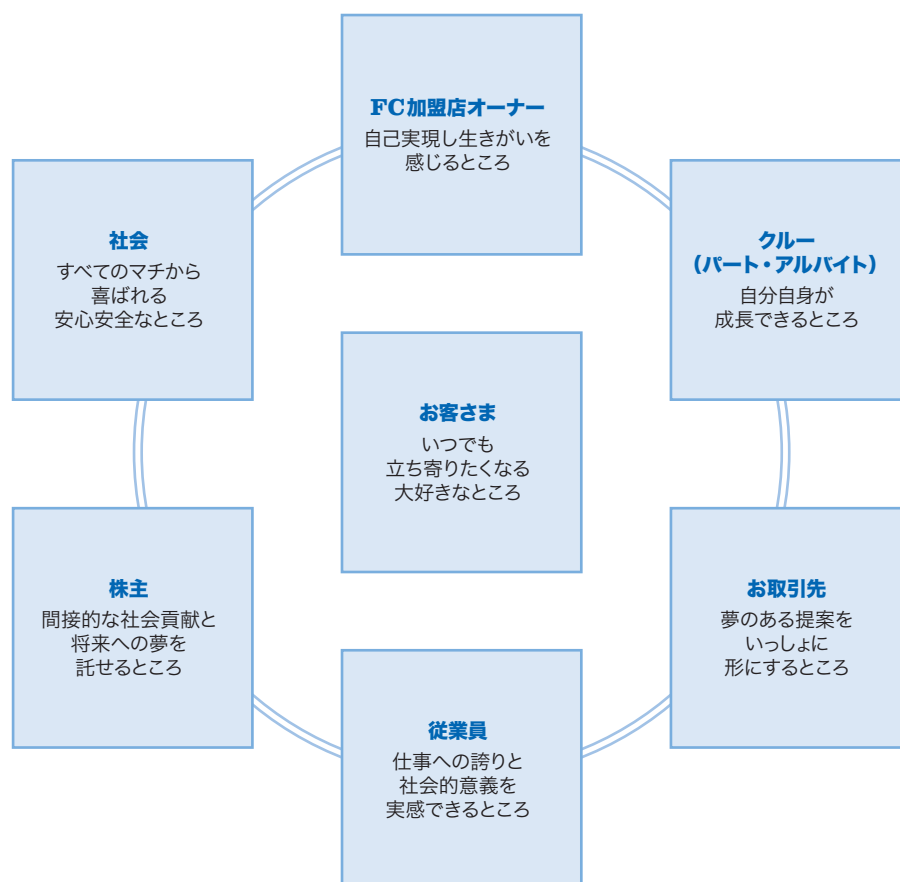 FC加盟店オーナー
自己実現し生きがいを
感じるところ
社会
すべてのマチから
喜ばれる
安心安全なところ
クルー
（パート・アルバイト）
自分自身が
成長できるところ
お客さま
いつでも
立ち寄りたくなる
大好きなところ
株主
間接的な社会貢献と
将来への夢を
託せるところ
お取引先
夢のある提案を
いっしょに
形にするところ
従業員
仕事への誇りと
社会的意義を
実感できるところ